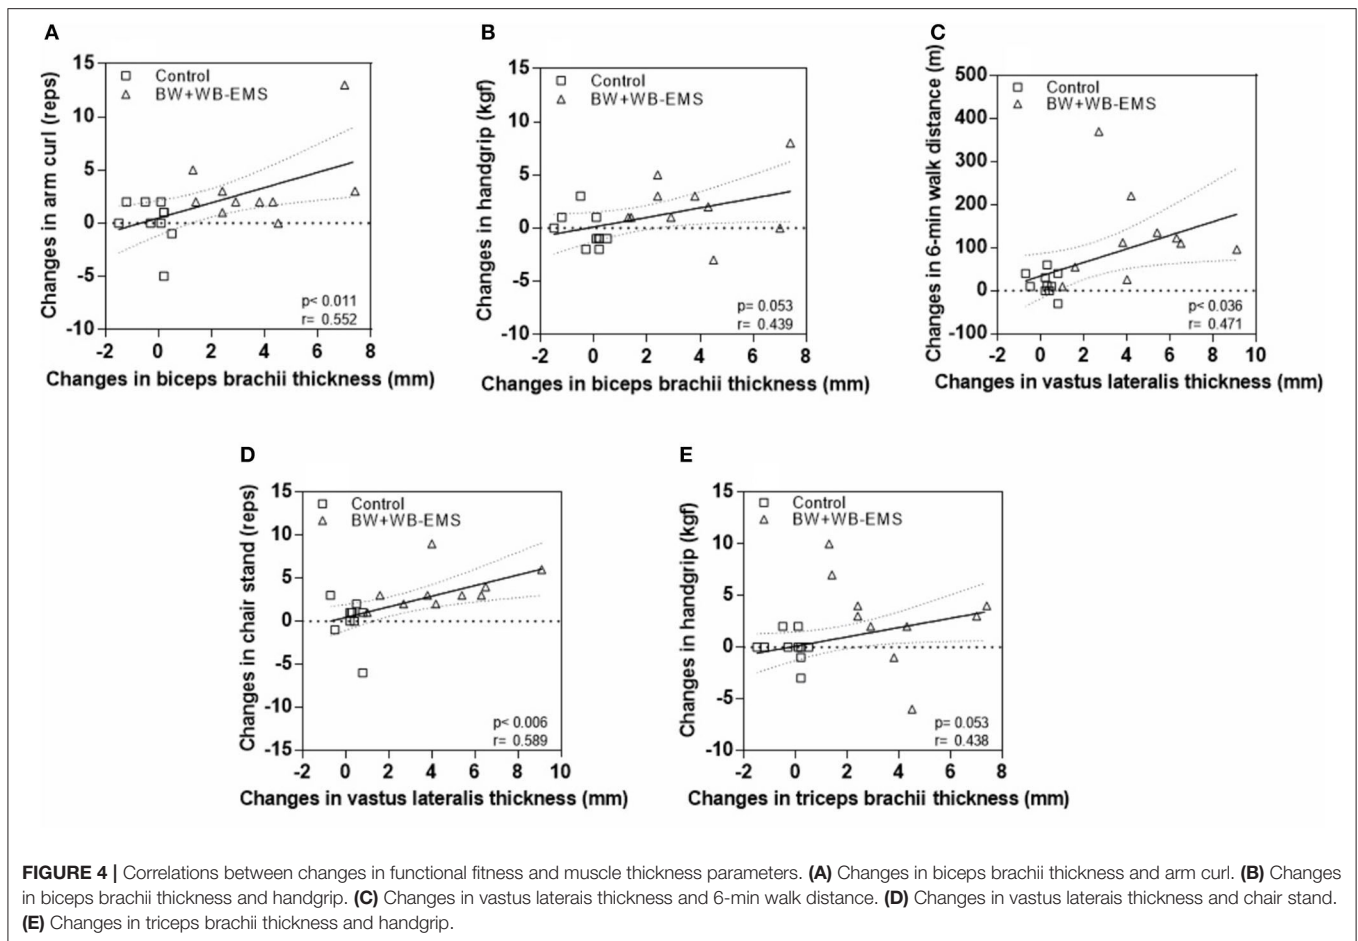 A
Changes in arm curl (reps)
15
10
5
0
-5
-10
□ Control
△ BW+WB-EMS
p< 0.011
r= 0.552
-2 0 2 4 6 8
Changes in biceps brachii thickness (mm)
B
Changes in handgrip (kgf)
15
10
5
0
-5
-10
□ Control
△ BW+WB-EMS
p= 0.053
r= 0.439
-2 0 2 4 6 8
Changes in biceps brachii thickness (mm)
C
Changes in 6-min walk distance (m)
500
400
300
200
100
0
-100
□ Control
△ BW+WB-EMS
p< 0.036
r= 0.471
-2 0 2 4 6 8 10
Changes in vastus lateralis thickness (mm)
D
Changes in chair stand (reps)
15
10
5
0
-5
-10
-15
□ Control
△ BW+WB-EMS
p< 0.006
r= 0.589
-2 0 2 4 6 8 10
Changes in vastus lateralis thickness (mm)
E
Changes in handgrip (kgf)
15
10
5
0
-5
-10
□ Control
△ BW+WB-EMS
p= 0.053
r= 0.438
-2 0 2 4 6 8
Changes in triceps brachii thickness (mm)
FIGURE 4 | Correlations between changes in functional fitness and muscle thickness parameters. (A) Changes in biceps brachii thickness and arm curl. (B) Changes
in biceps brachii thickness and handgrip. (C) Changes in vastus laterais thickness and 6-min walk distance. (D) Changes in vastus laterais thickness and chair stand.
(E) Changes in triceps brachii thickness and handgrip.